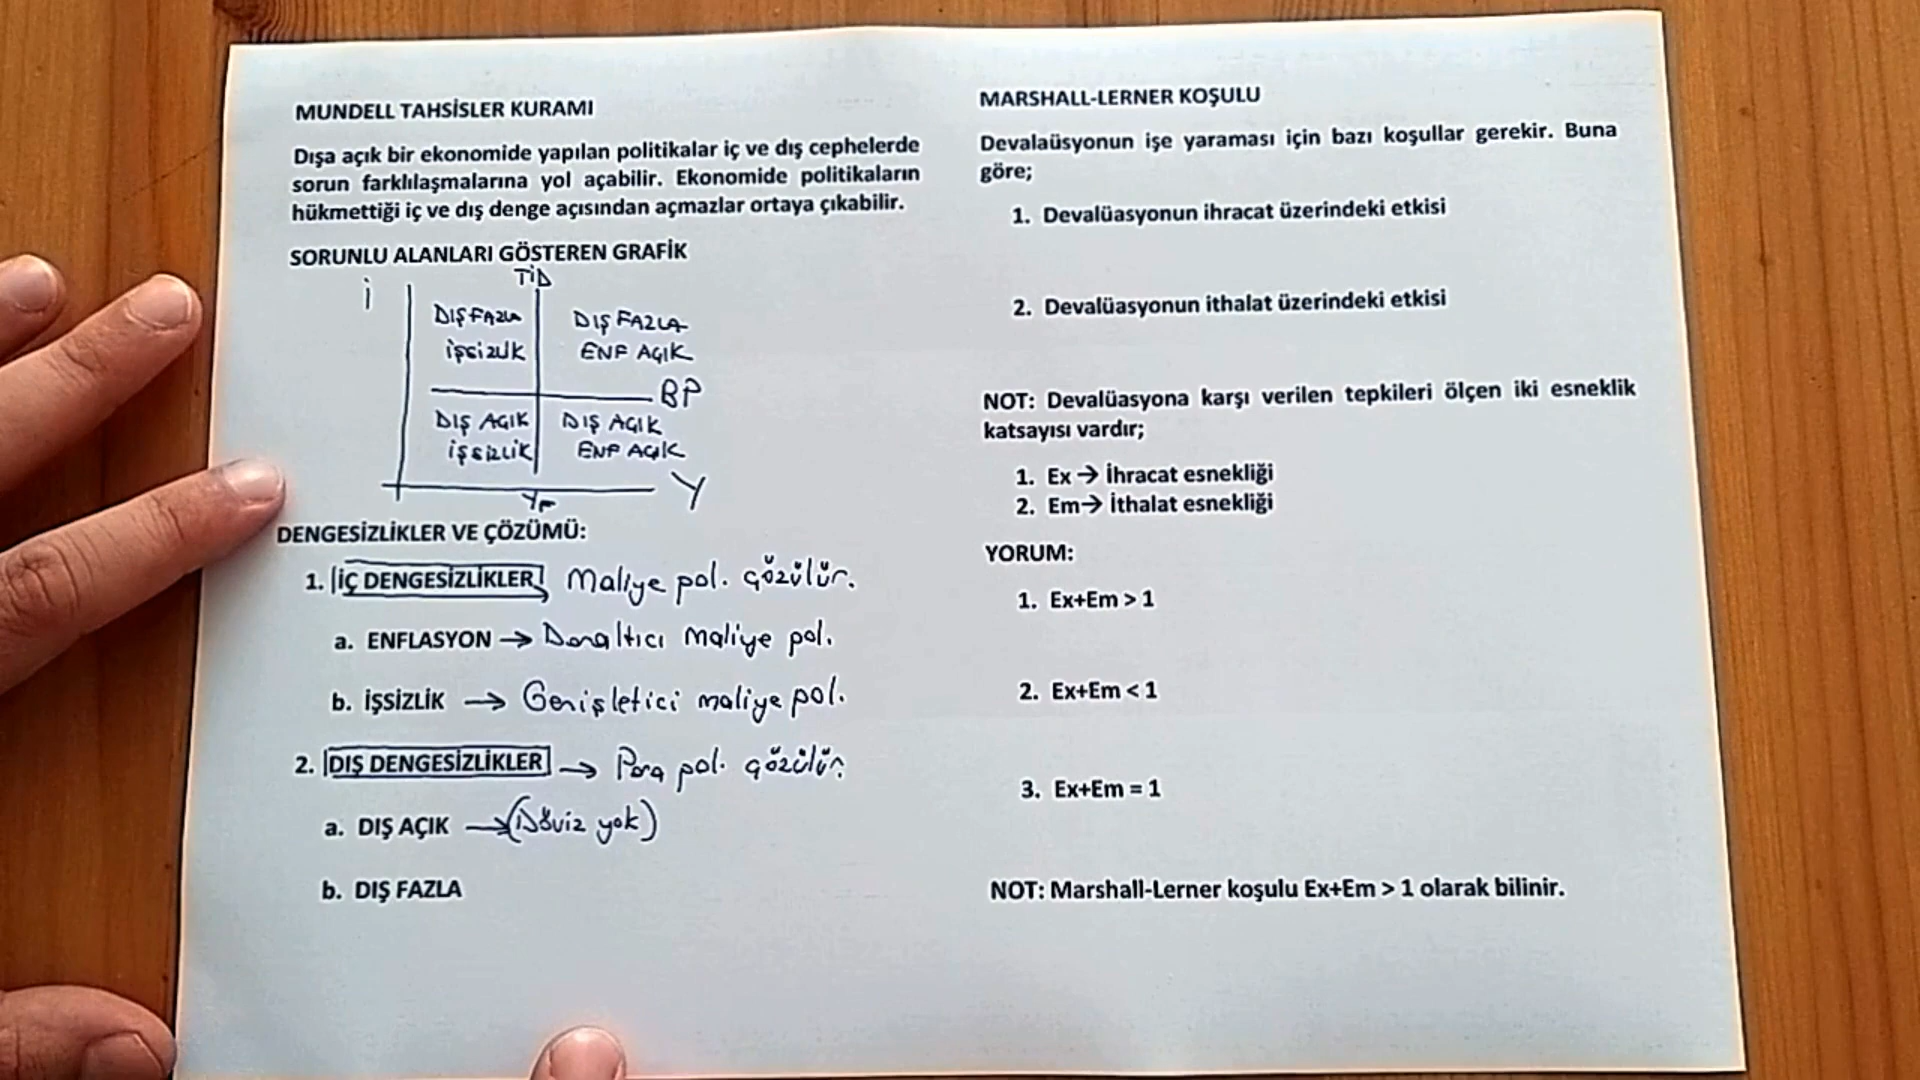 MUNDELL TAHSİSLER KURAMI
Dışa açık bir ekonomide yapılan politikalar iç ve dış cephelerde
sorun farklılaşmalarına yol açabilir. Ekonomide politikaların
hükmettiği iç ve dış denge açısından açmazlar ortaya çıkabilir.
SORUNLU ALANLARI GÖSTEREN GRAFİK
TİD
i
DIŞ FAZLA
İŞSİZLİK
DIŞ FAZLA
ENF AÇIK
BP
DIŞ AÇIK
İŞSİZLİK
DIŞ AÇIK
ENF AÇIK
Y
YF
DENGESİZLİKLER VE ÇÖZÜMÜ:
1. İÇ DENGESİZLİKLER Maliye pol. çözülür.
a. ENFLASYON → Daraltıcı maliye pol.
b. İŞSİZLİK → Genişletici maliye pol.
2. DIŞ DENGESİZLİKLER → Para pol. çözülür.
a. DIŞ AÇIK → (Döviz yok)
b. DIŞ FAZLA
MARSHALL-LERNER KOŞULU
Devalaüsyonun işe yaraması için bazı koşullar gerekir. Buna
göre;
1. Devalüasyonun ihracat üzerindeki etkisi
2. Devalüasyonun ithalat üzerindeki etkisi
NOT: Devalüasyona karşı verilen tepkileri ölçen iki esneklik
katsayısı vardır;
1. Ex → İhracat esnekliği
2. Em → İthalat esnekliği
YORUM:
1. Ex+Em > 1
2. Ex+Em < 1
3. Ex+Em = 1
NOT: Marshall-Lerner koşulu Ex+Em > 1 olarak bilinir.